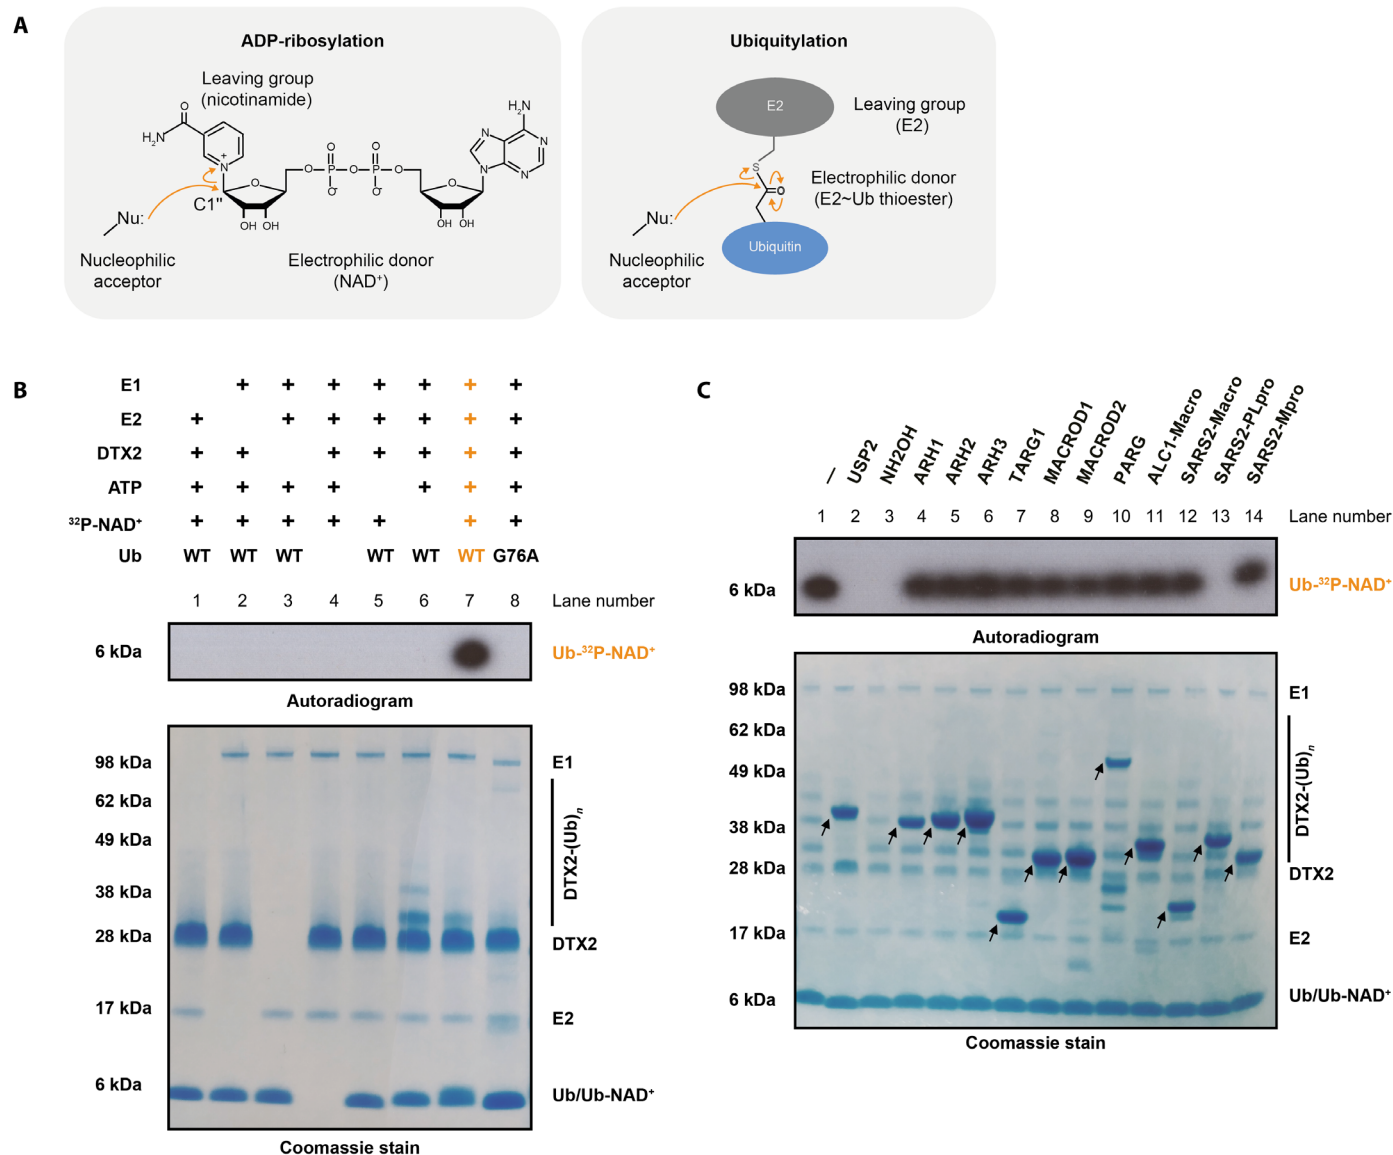 A
ADP-ribosylation
Leaving group
(nicotinamide)
O
H₂N
N
+
O
O
O
P
O
P
O
O⁻
O⁻
O
C1"
OH OH
Nu:
Nucleophilic
acceptor
Electrophilic donor
(NAD⁺)
H₂N
N
N
N
N
O
OH OH
Ubiquitylation
E2
Leaving group
(E2)
S
O
Electrophilic donor
(E2~Ub thioester)
Nu:
Nucleophilic
acceptor
Ubiquitin
B
E1 + + + + + + +
E2 + + + + + + +
DTX2 + + + + + + +
ATP + + + + + + +
³²P-NAD⁺ + + + + + + +
Ub WT WT WT WT WT WT G76A
1 2 3 4 5 6 7 8 Lane number
6 kDa
Ub-³²P-NAD⁺
Autoradiogram
98 kDa
62 kDa
49 kDa
38 kDa
28 kDa
17 kDa
6 kDa
E1
DTX2-(Ub)n
DTX2
E2
Ub/Ub-NAD⁺
Coomassie stain
C
—
USP2
NH2OH
ARH1
ARH2
ARH3
TARG1
MACROD1
MACROD2
PARG
ALC1-Macro
SARS2-Macro
SARS2-PLpro
SARS2-Mpro
1 2 3 4 5 6 7 8 9 10 11 12 13 14 Lane number
6 kDa
Ub-³²P-NAD⁺
Autoradiogram
98 kDa
62 kDa
49 kDa
38 kDa
28 kDa
17 kDa
6 kDa
E1
DTX2-(Ub)n
DTX2
E2
Ub/Ub-NAD⁺
Coomassie stain